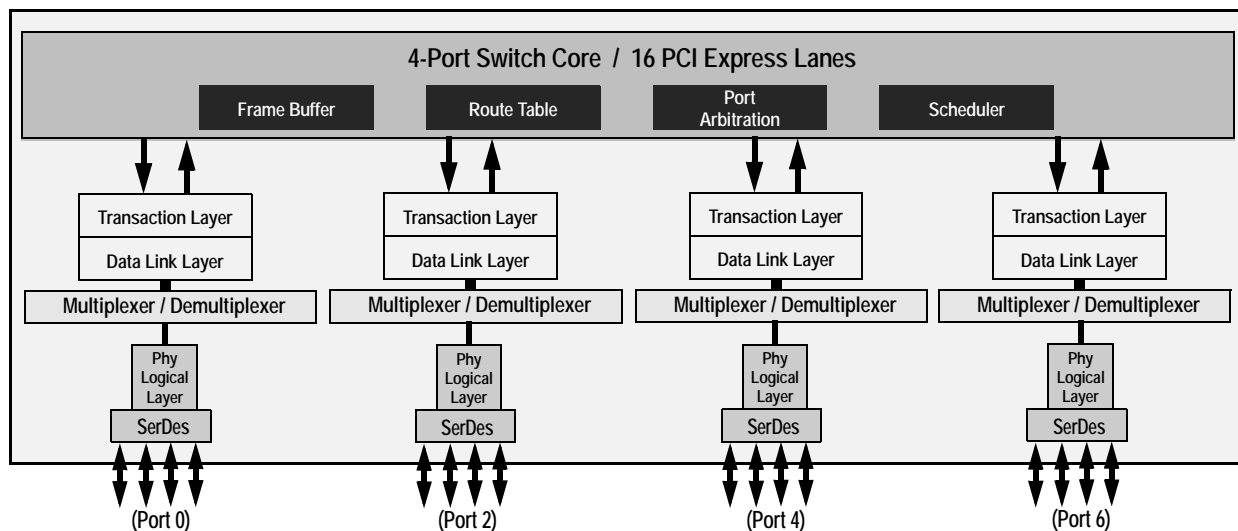 4-Port Switch Core / 16 PCI Express Lanes
Frame Buffer
Route Table
Port
Arbitration
Scheduler
Transaction Layer
Data Link Layer
Multiplexer / Demultiplexer
Phy
Logical
Layer
SerDes
(Port 0)
Transaction Layer
Data Link Layer
Multiplexer / Demultiplexer
Phy
Logical
Layer
SerDes
(Port 2)
Transaction Layer
Data Link Layer
Multiplexer / Demultiplexer
Phy
Logical
Layer
SerDes
(Port 4)
Transaction Layer
Data Link Layer
Multiplexer / Demultiplexer
Phy
Logical
Layer
SerDes
(Port 6)